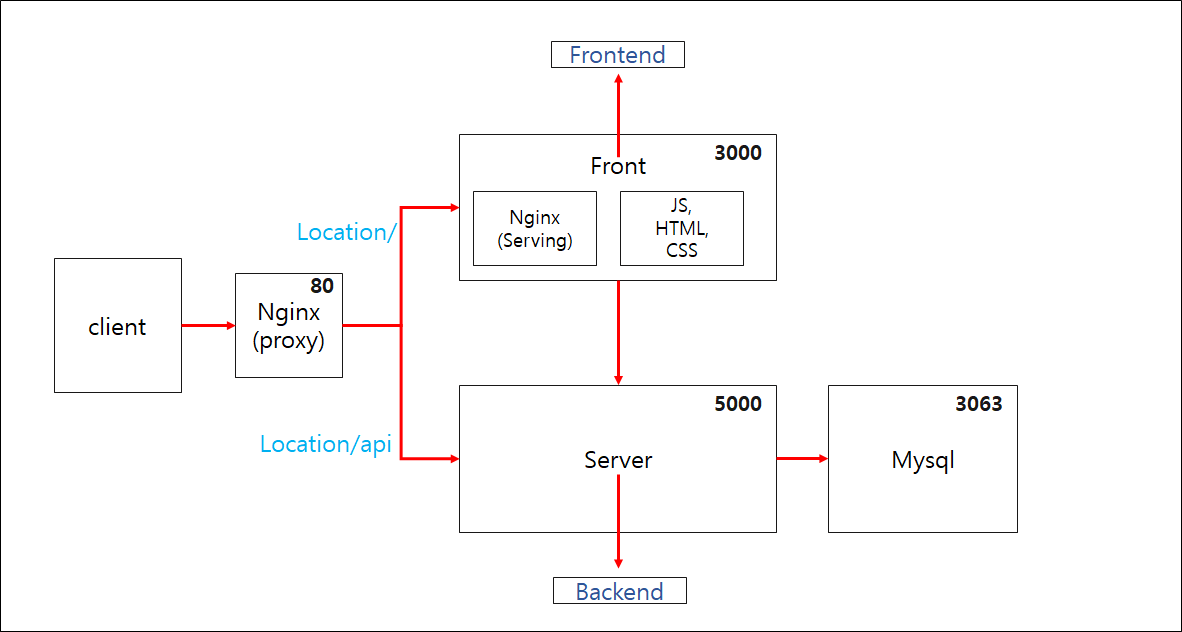 Frontend
3000
Front
Nginx
(Serving)
JS,
HTML,
CSS
Location/
client
80
Nginx
(proxy)
Location/api
5000
Server
3063
Mysql
Backend